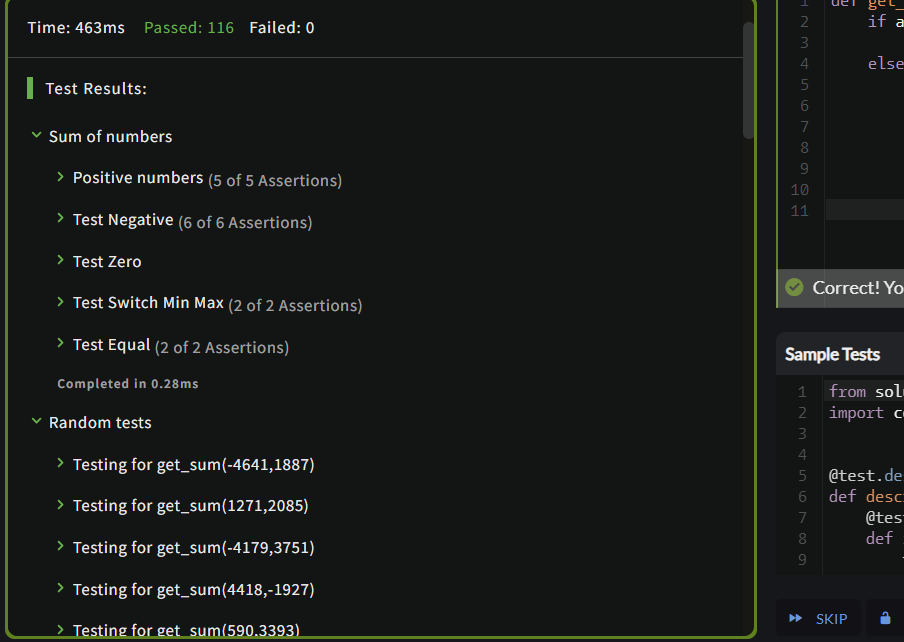 Time: 463ms Passed: 116 Failed: 0
Test Results:
Sum of numbers
Positive numbers (5 of 5 Assertions)
Test Negative (6 of 6 Assertions)
Test Zero
Test Switch Min Max (2 of 2 Assertions)
Test Equal (2 of 2 Assertions)
Completed in 0.28ms
Random tests
Testing for get_sum(-4641,1887)
Testing for get_sum(1271,2085)
Testing for get_sum(-4179,3751)
Testing for get_sum(4418,-1927)
Testing for get_sum(590,3393)
1 def get_
2 if a
3
4 else
5
6
7
8
9
10
11
Correct! Yo
Sample Tests
1 from sol
2 import c
3
4
5 @test.de
6 def desc
7 @tes
8 def
9
SKIP